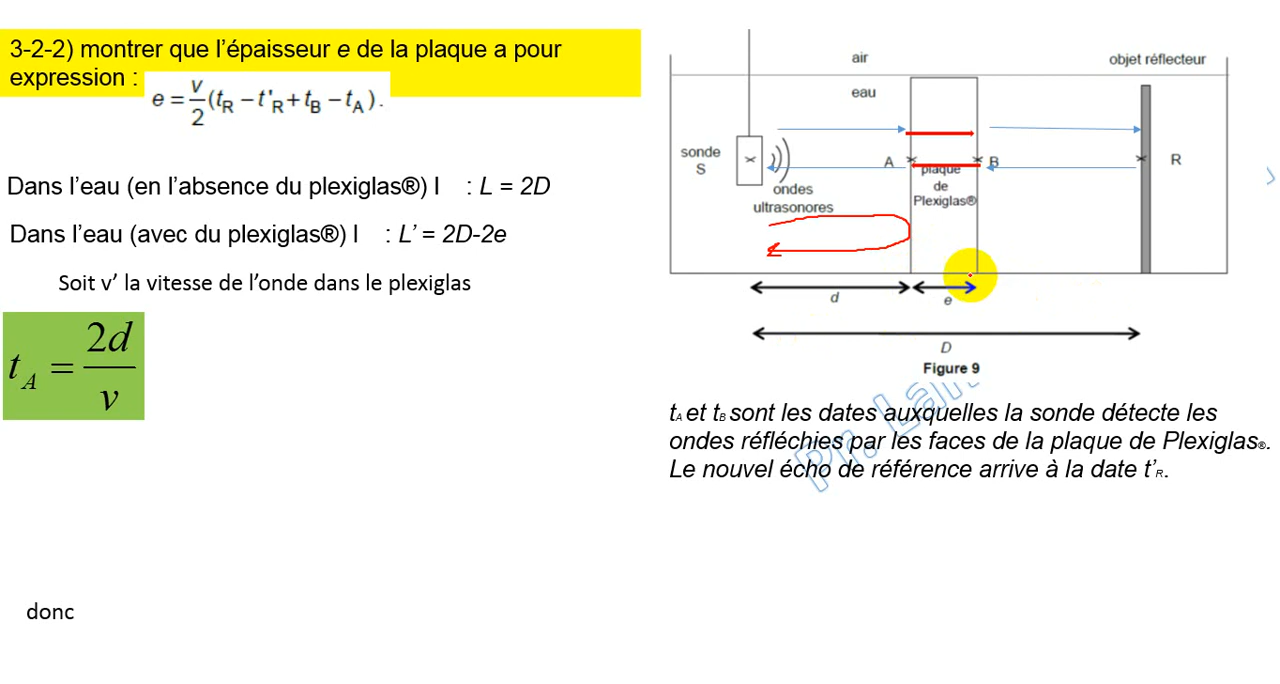 3-2-2) montrer que l'épaisseur e de la plaque a pour
expression :
e = v/2 (tR − t'R + tB − tA).
Dans l'eau (en l'absence du plexiglas®) l : L = 2D
Dans l'eau (avec du plexiglas®) l : L' = 2D-2e
Soit v' la vitesse de l'onde dans le plexiglas
tA = 2d/v
donc
air
objet réflecteur
eau
sonde
S
A
B
R
plaque
de
Plexiglas®
ondes
ultrasonores
d
e
D
Figure 9
tA et tB sont les dates auxquelles la sonde détecte les
ondes réfléchies par les faces de la plaque de Plexiglas®.
Le nouvel écho de référence arrive à la date t'R.